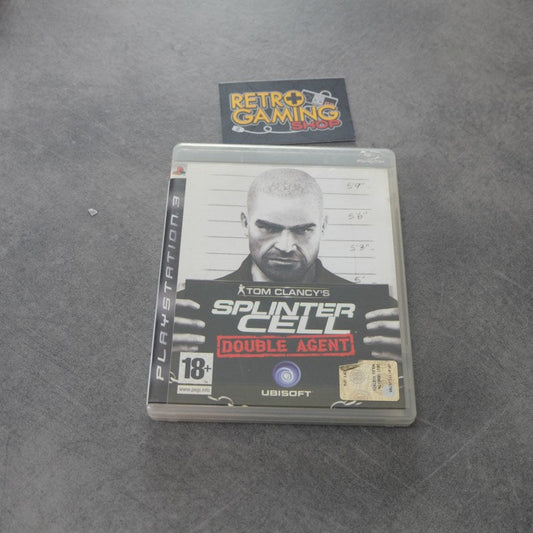 RETRO
GAMING
SHOP
PLAYSTATION 3
5'9"
5'6"
5'3"
5'
TOM CLANCY'S
SPLINTER
CELL
DOUBLE AGENT
18+
www.pegi.info
UBISOFT